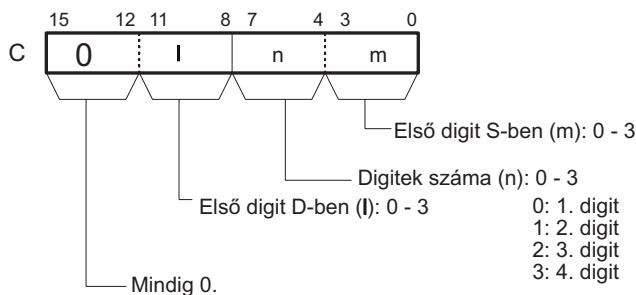 15 12 11 8 7 4 3 0
C 0 l n m
Első digit S-ben (m): 0 - 3
Digitek száma (n): 0 - 3
Első digit D-ben (l): 0 - 3
0: 1. digit
1: 2. digit
2: 3. digit
3: 4. digit
Mindig 0.